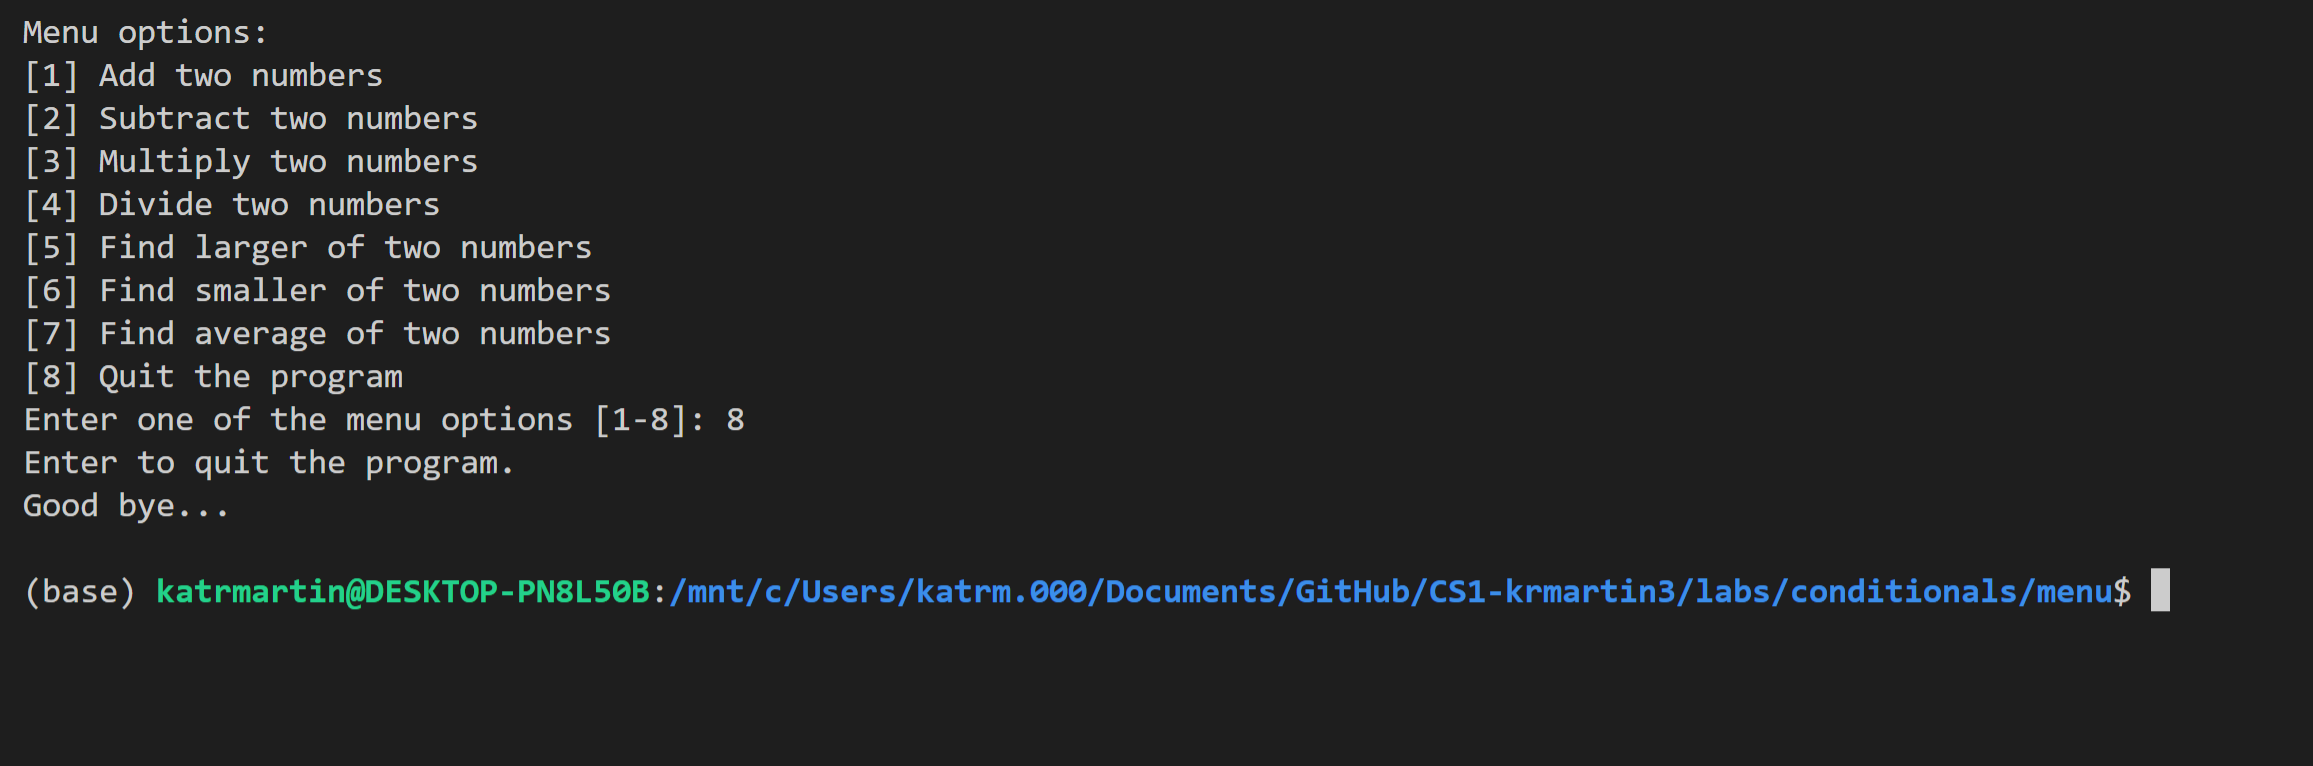 Menu options:
[1] Add two numbers
[2] Subtract two numbers
[3] Multiply two numbers
[4] Divide two numbers
[5] Find larger of two numbers
[6] Find smaller of two numbers
[7] Find average of two numbers
[8] Quit the program
Enter one of the menu options [1-8]: 8
Enter to quit the program.
Good bye...
(base) katrmartin@DESKTOP-PN8L50B:/mnt/c/Users/katrm.000/Documents/GitHub/CS1-krmartin3/labs/conditionals/menu$